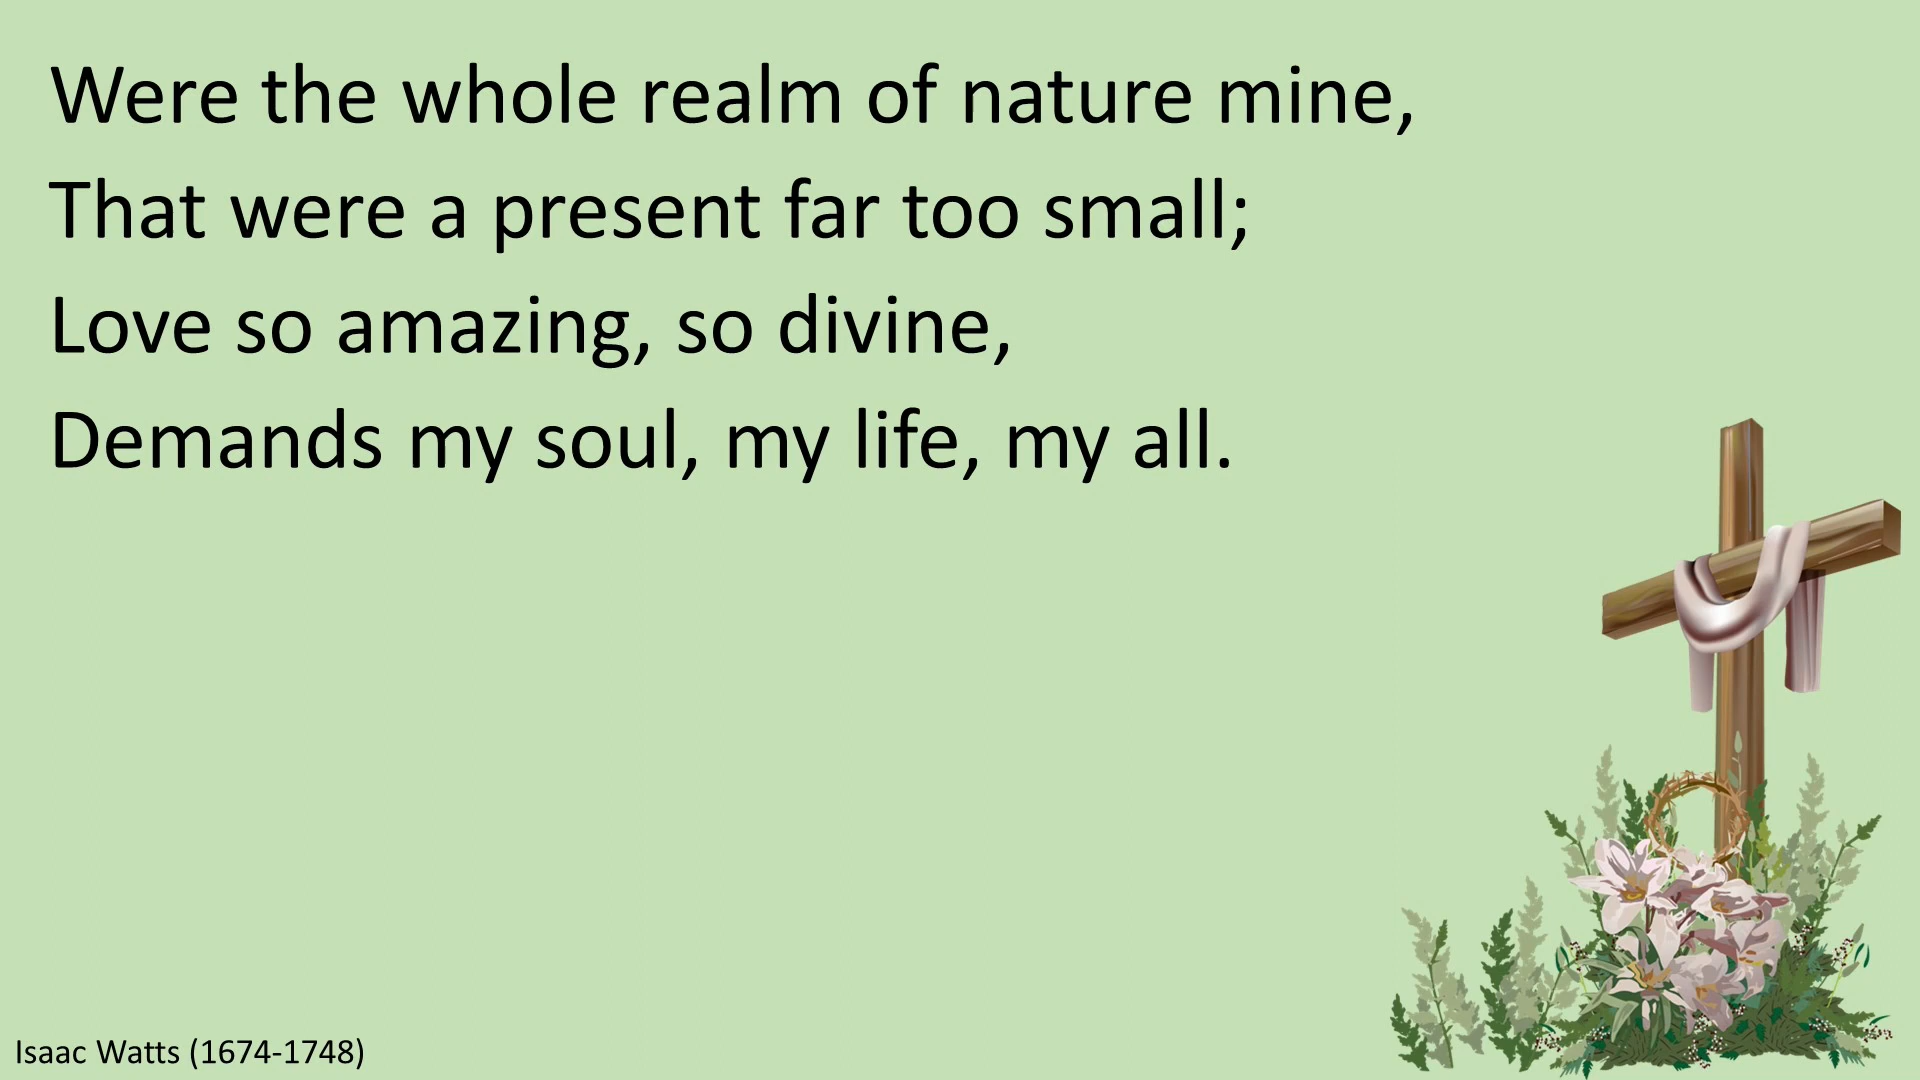 Were the whole realm of nature mine,
That were a present far too small;
Love so amazing, so divine,
Demands my soul, my life, my all.
Isaac Watts (1674-1748)